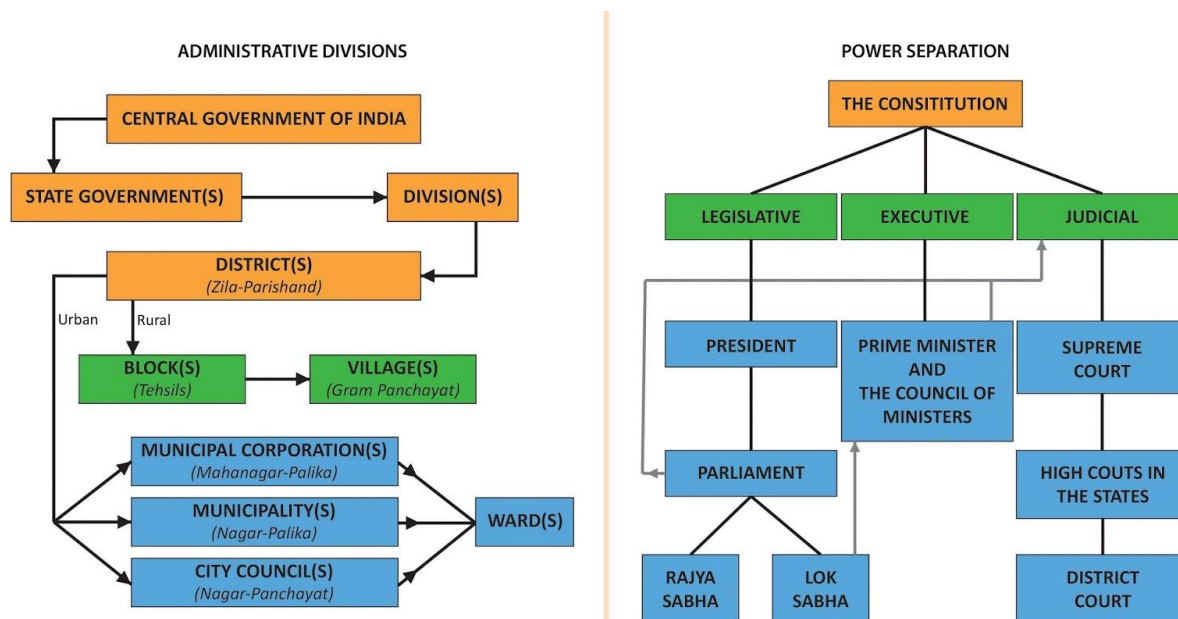 ADMINISTRATIVE DIVISIONS
CENTRAL GOVERNMENT OF INDIA
STATE GOVERNMENT(S)
DIVISION(S)
DISTRICT(S)
(Zila-Parishand)
Urban
Rural
BLOCK(S)
(Tehsils)
VILLAGE(S)
(Gram Panchayat)
MUNICIPAL CORPORATION(S)
(Mahanagar-Palika)
MUNICIPALITY(S)
(Nagar-Palika)
CITY COUNCIL(S)
(Nagar-Panchayat)
WARD(S)
POWER SEPARATION
THE CONSITITUTION
LEGISLATIVE
EXECUTIVE
JUDICIAL
PRESIDENT
PRIME MINISTER
AND
THE COUNCIL OF
MINISTERS
SUPREME
COURT
PARLIAMENT
HIGH COUTS IN
THE STATES
RAJYA
SABHA
LOK
SABHA
DISTRICT
COURT